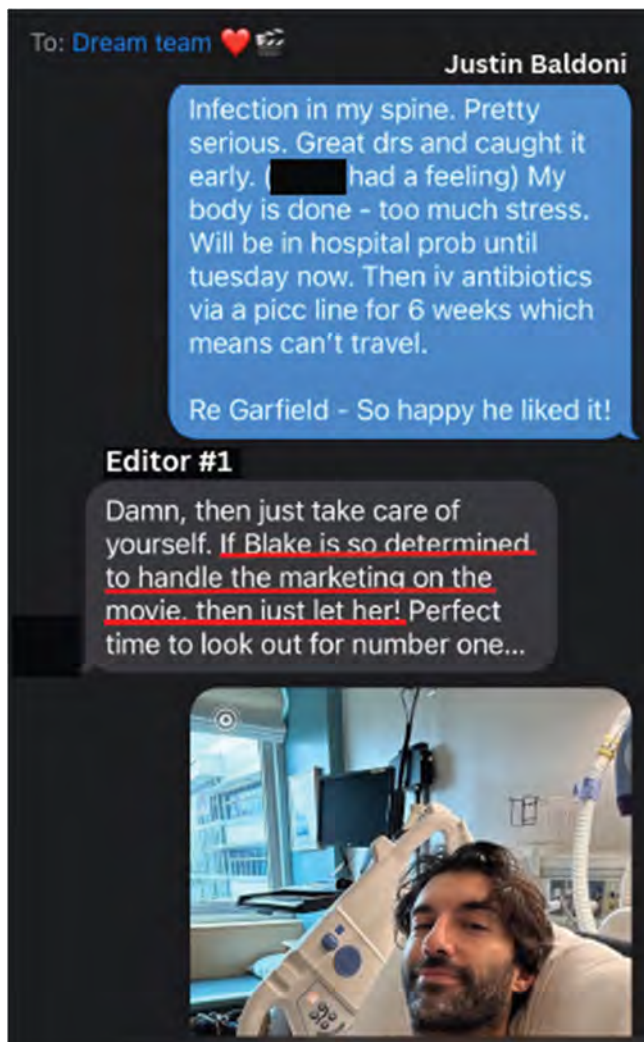 To: Dream team ❤️ 🎬
Justin Baldoni
Infection in my spine. Pretty
serious. Great drs and caught it
early. ( had a feeling) My
body is done - too much stress.
Will be in hospital prob until
tuesday now. Then iv antibiotics
via a picc line for 6 weeks which
means can't travel.
Re Garfield - So happy he liked it!
Editor #1
Damn, then just take care of
yourself. If Blake is so determined
to handle the marketing on the
movie, then just let her! Perfect
time to look out for number one...